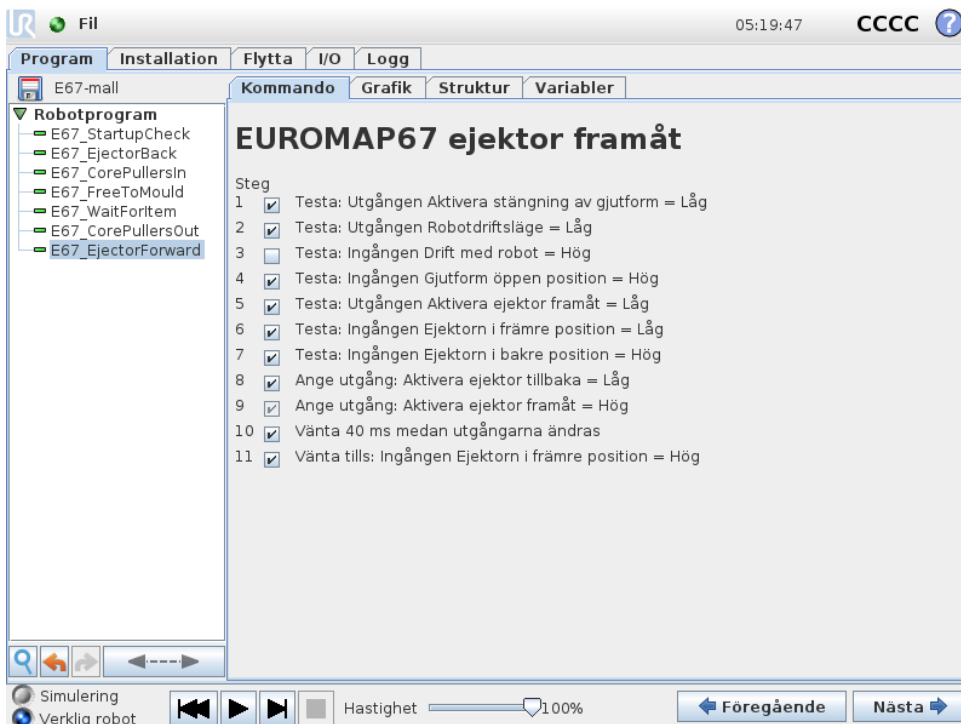 UR Fil 05:19:47 CCCC ?
Program Installation Flytta I/O Logg
E67-mall
Kommando Grafik Struktur Variabler
Robotprogram
E67_StartupCheck
E67_EjectorBack
E67_CorePullersIn
E67_FreeToMould
E67_WaitForItem
E67_CorePullersOut
E67_EjectorForward
EUROMAP67 ejektor framåt
Steg
1 Testa: Utgången Aktivera stängning av gjutform = Låg
2 Testa: Utgången Robotdriftsläge = Låg
3 Testa: Ingången Drift med robot = Hög
4 Testa: Ingången Gjutform öppen position = Hög
5 Testa: Utgången Aktivera ejektor framåt = Låg
6 Testa: Ingången Ejektorn i främre position = Låg
7 Testa: Ingången Ejektorn i bakre position = Hög
8 Ange utgång: Aktivera ejektor tillbaka = Låg
9 Ange utgång: Aktivera ejektor framåt = Hög
10 Vänta 40 ms medan utgångarna ändras
11 Vänta tills: Ingången Ejektorn i främre position = Hög
Simulering
Verklig robot
Hastighet 100%
Föregående Nästa